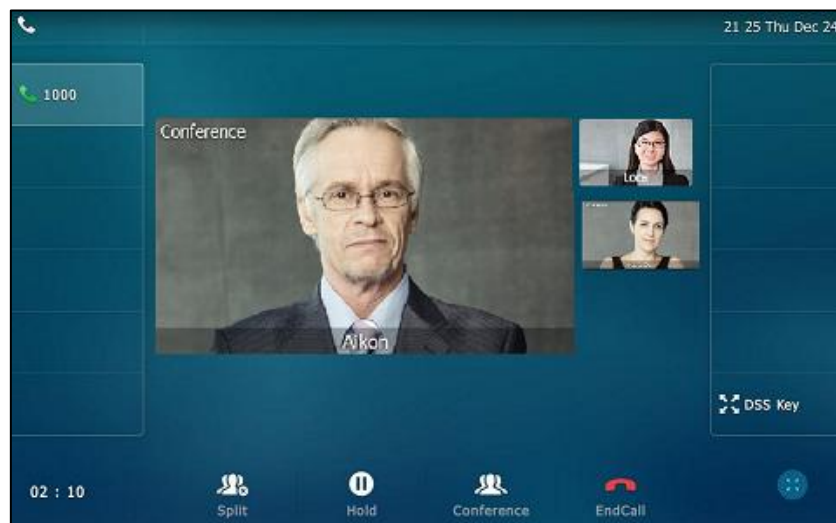 21 25 Thu Dec 24
1000
Conference
Aikon
DSS Key
02 : 10
Split
Hold
Conference
EndCall